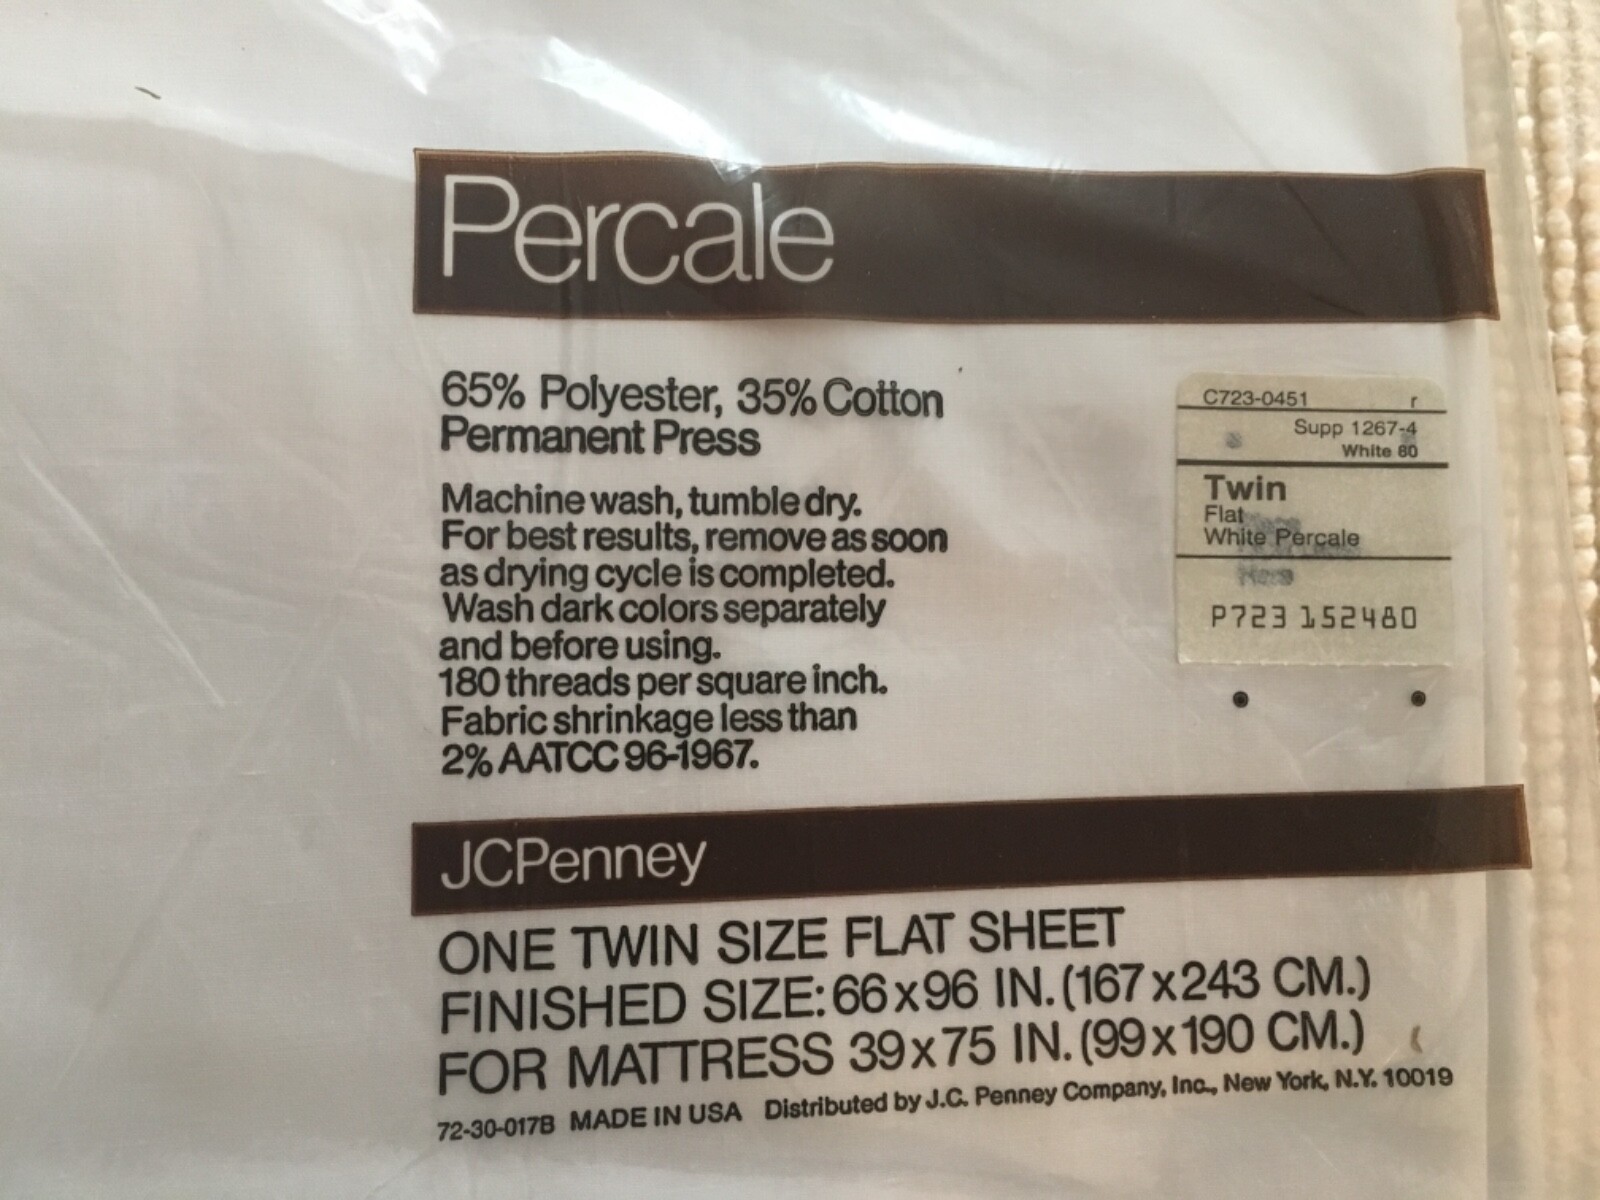 Percale
65% Polyester, 35% Cotton
Permanent Press
Machine wash, tumble dry.
For best results, remove as soon
as drying cycle is completed.
Wash dark colors separately
and before using.
180 threads per square inch.
Fabric shrinkage less than
2% AATCC 96-1967.
C723-0451 r
Supp 1267-4
White 80
Twin
Flat
White Percale
P723 152480
JCPenney
ONE TWIN SIZE FLAT SHEET
FINISHED SIZE: 66 x 96 IN. (167 x 243 CM.)
FOR MATTRESS 39 x 75 IN. (99 x 190 CM.)
72-30-017B MADE IN USA Distributed by J.C. Penney Company, Inc., New York, N.Y. 10019